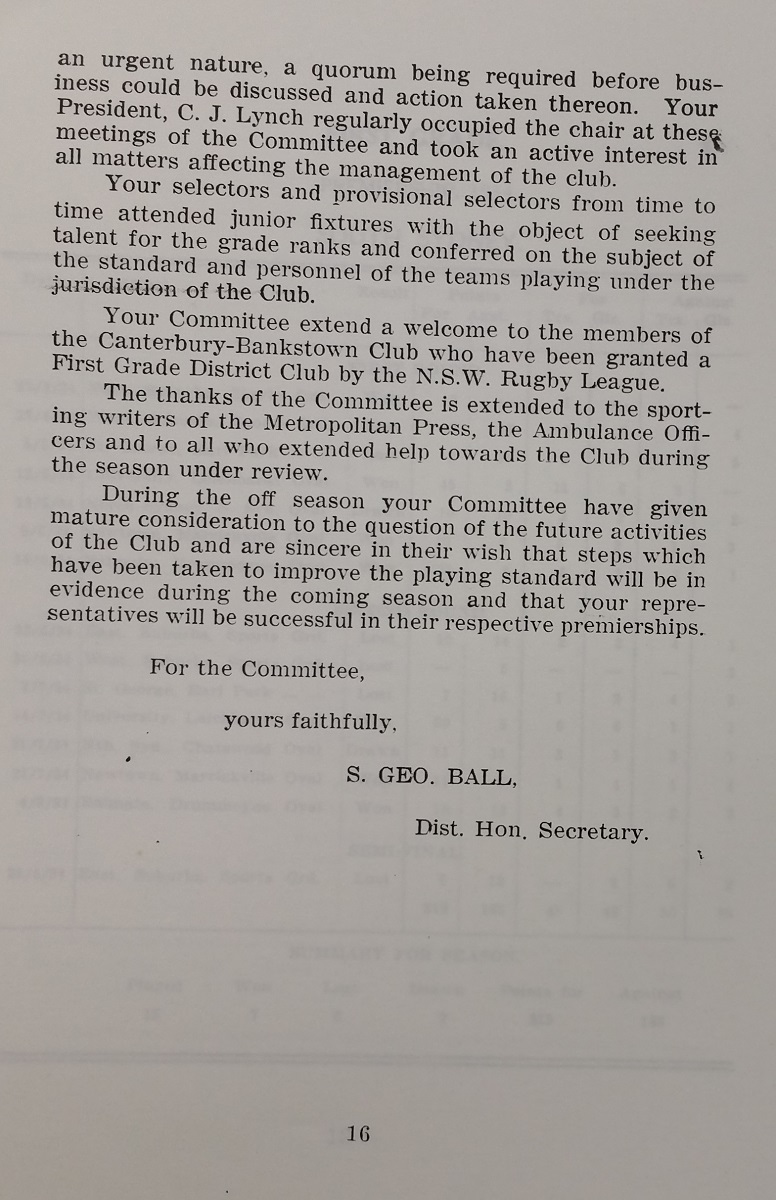 an urgent nature, a quorum being required before bus-
iness could be discussed and action taken thereon. Your
President, C. J. Lynch regularly occupied the chair at these
meetings of the Committee and took an active interest in
all matters affecting the management of the club.
Your selectors and provisional selectors from time to
time attended junior fixtures with the object of seeking
talent for the grade ranks and conferred on the subject of
the standard and personnel of the teams playing under the
jurisdiction of the Club.
Your Committee extend a welcome to the members of
the Canterbury-Bankstown Club who have been granted a
First Grade District Club by the N.S.W. Rugby League.
The thanks of the Committee is extended to the sport-
ing writers of the Metropolitan Press, the Ambulance Offi-
cers and to all who extended help towards the Club during
the season under review.
During the off season your Committee have given
mature consideration to the question of the future activities
of the Club and are sincere in their wish that steps which
have been taken to improve the playing standard will be in
evidence during the coming season and that your repre-
sentatives will be successful in their respective premierships.
For the Committee,
yours faithfully,
S. GEO. BALL,
Dist. Hon. Secretary.
SUMMARY FOR SEASON
16